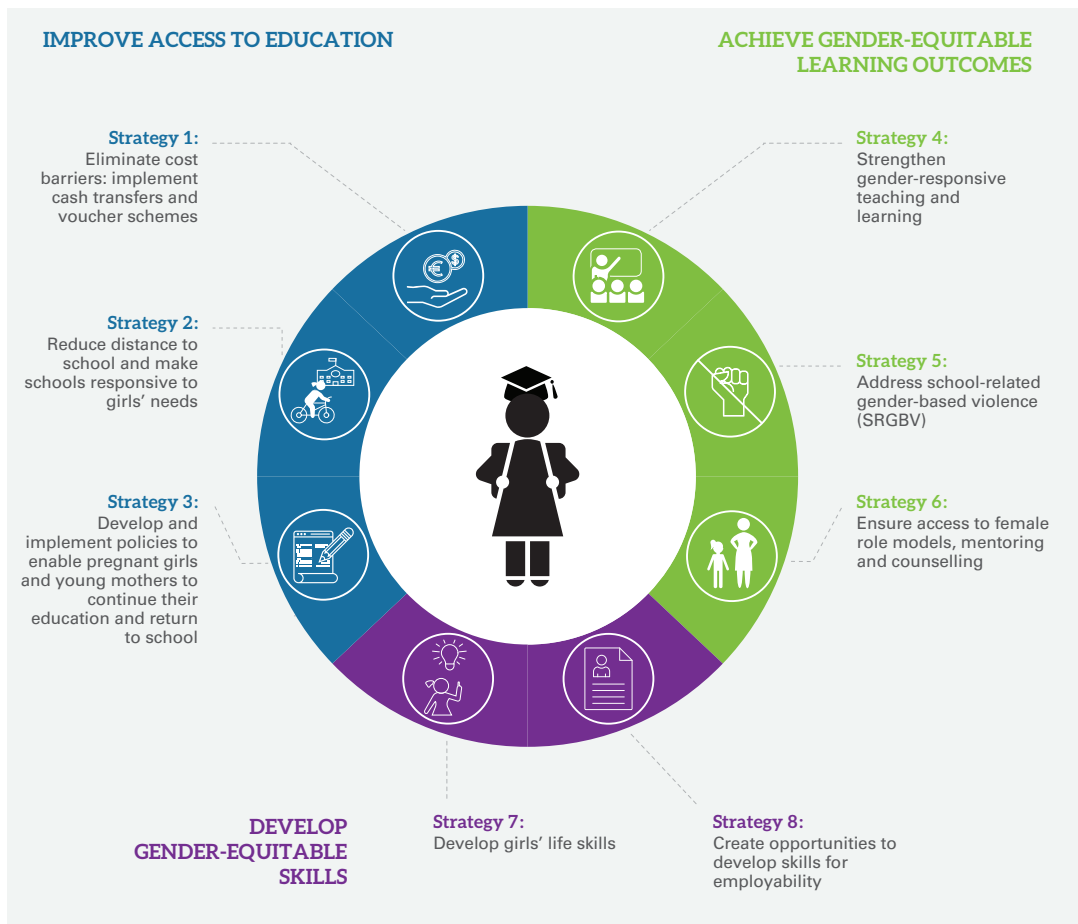 IMPROVE ACCESS TO EDUCATION
Strategy 1:
Eliminate cost
barriers: implement
cash transfers and
voucher schemes
Strategy 2:
Reduce distance to
school and make
schools responsive to
girls’ needs
Strategy 3:
Develop and
implement policies to
enable pregnant girls
and young mothers to
continue their
education and return
to school
ACHIEVE GENDER-EQUITABLE
LEARNING OUTCOMES
Strategy 4:
Strengthen
gender-responsive
teaching and
learning
Strategy 5:
Address school-related
gender-based violence
(SRGBV)
Strategy 6:
Ensure access to female
role models, mentoring
and counselling
DEVELOP
GENDER-EQUITABLE
SKILLS
Strategy 7:
Develop girls’ life skills
Strategy 8:
Create opportunities to
develop skills for
employability
€
$